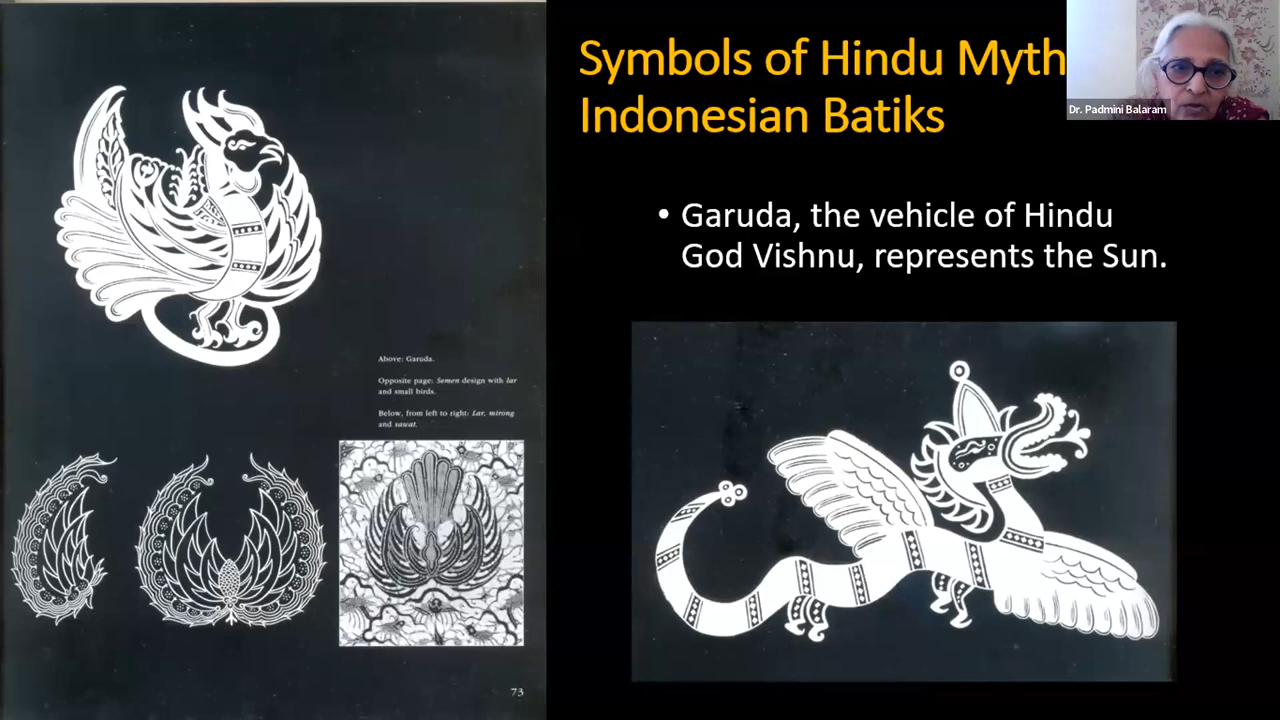 Symbols of Hindu Myth
Indonesian Batiks
Dr. Padmini Balaram
• Garuda, the vehicle of Hindu
God Vishnu, represents the Sun.
Above: Garuda.
Opposite page: Semen design with lar
and small birds.
Below, from left to right: Lar, mirong
and sawat.
73